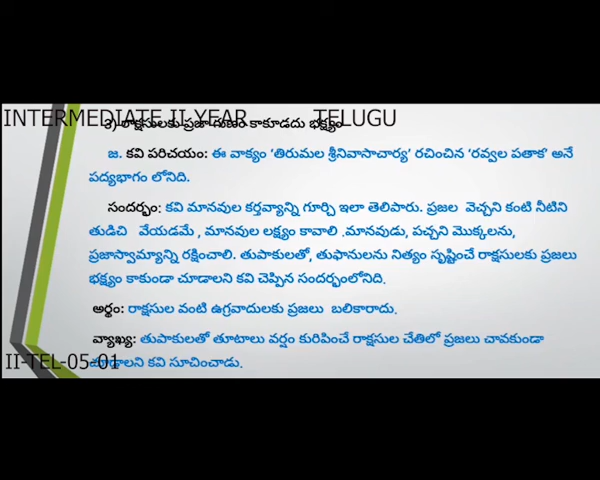 INTERMEDIATE II YEAR TELUGU
3) రాక్షసులకు ప్రజా గుణం కాకూడదు భక్ష్యం
జ. కవి పరిచయం: ఈ వాక్యం ‘తిరుమల శ్రీనివాసాచార్య’ రచించిన ‘రవ్వల పతాక’ అనే
పద్యభాగం లోనిది.
సందర్భం: కవి మానవుల కర్తవ్యాన్ని గూర్చి ఇలా తెలిపారు. ప్రజల వెచ్చని కంటి నీటిని
తుడిచి వేయడమే , మానవుల లక్ష్యం కావాలి .మానవుడు, పచ్చని మొక్కలను,
ప్రజాస్వామ్యాన్ని రక్షించాలి. తుపాకులతో, తుఫానులను నిత్యం సృష్టించే రాక్షసులకు ప్రజలు
భక్ష్యం కాకుండా చూడాలని కవి చెప్పిన సందర్భంలోనిది.
అర్థం: రాక్షసుల వంటి ఉగ్రవాదులకు ప్రజలు బలికారాదు.
వ్యాఖ్య: తుపాకులతో తూటాలు వర్షం కురిపించే రాక్షసుల చేతిలో ప్రజలు చావకుండా
చూడాలని కవి సూచించాడు.
II-TEL-05-01